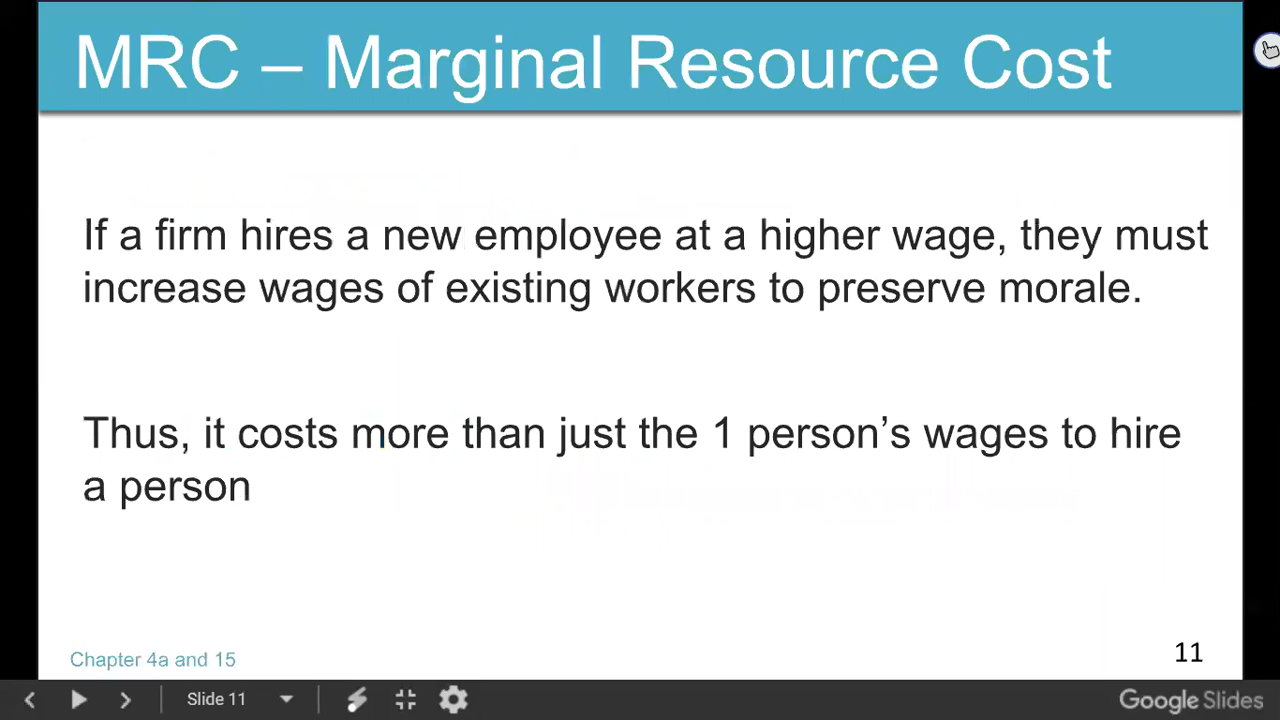 MRC – Marginal Resource Cost
If a firm hires a new employee at a higher wage, they must
increase wages of existing workers to preserve morale.
Thus, it costs more than just the 1 person’s wages to hire
a person
Chapter 4a and 15
11
Slide 11
Google Slides